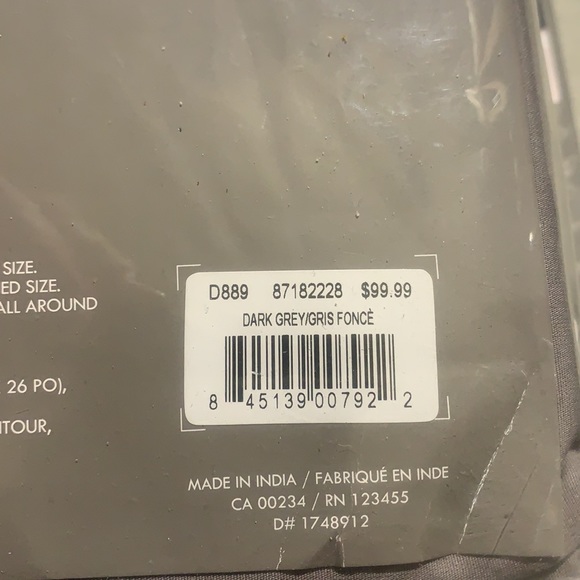 SIZE.
ED SIZE.
ALL AROUND
26 PO),
TOUR,
D889 87182228 $99.99
DARK GREY/GRIS FONCÈ
8 45139 00792 2
MADE IN INDIA / FABRIQUÉ EN INDE
CA 00234 / RN 123455
D# 1748912